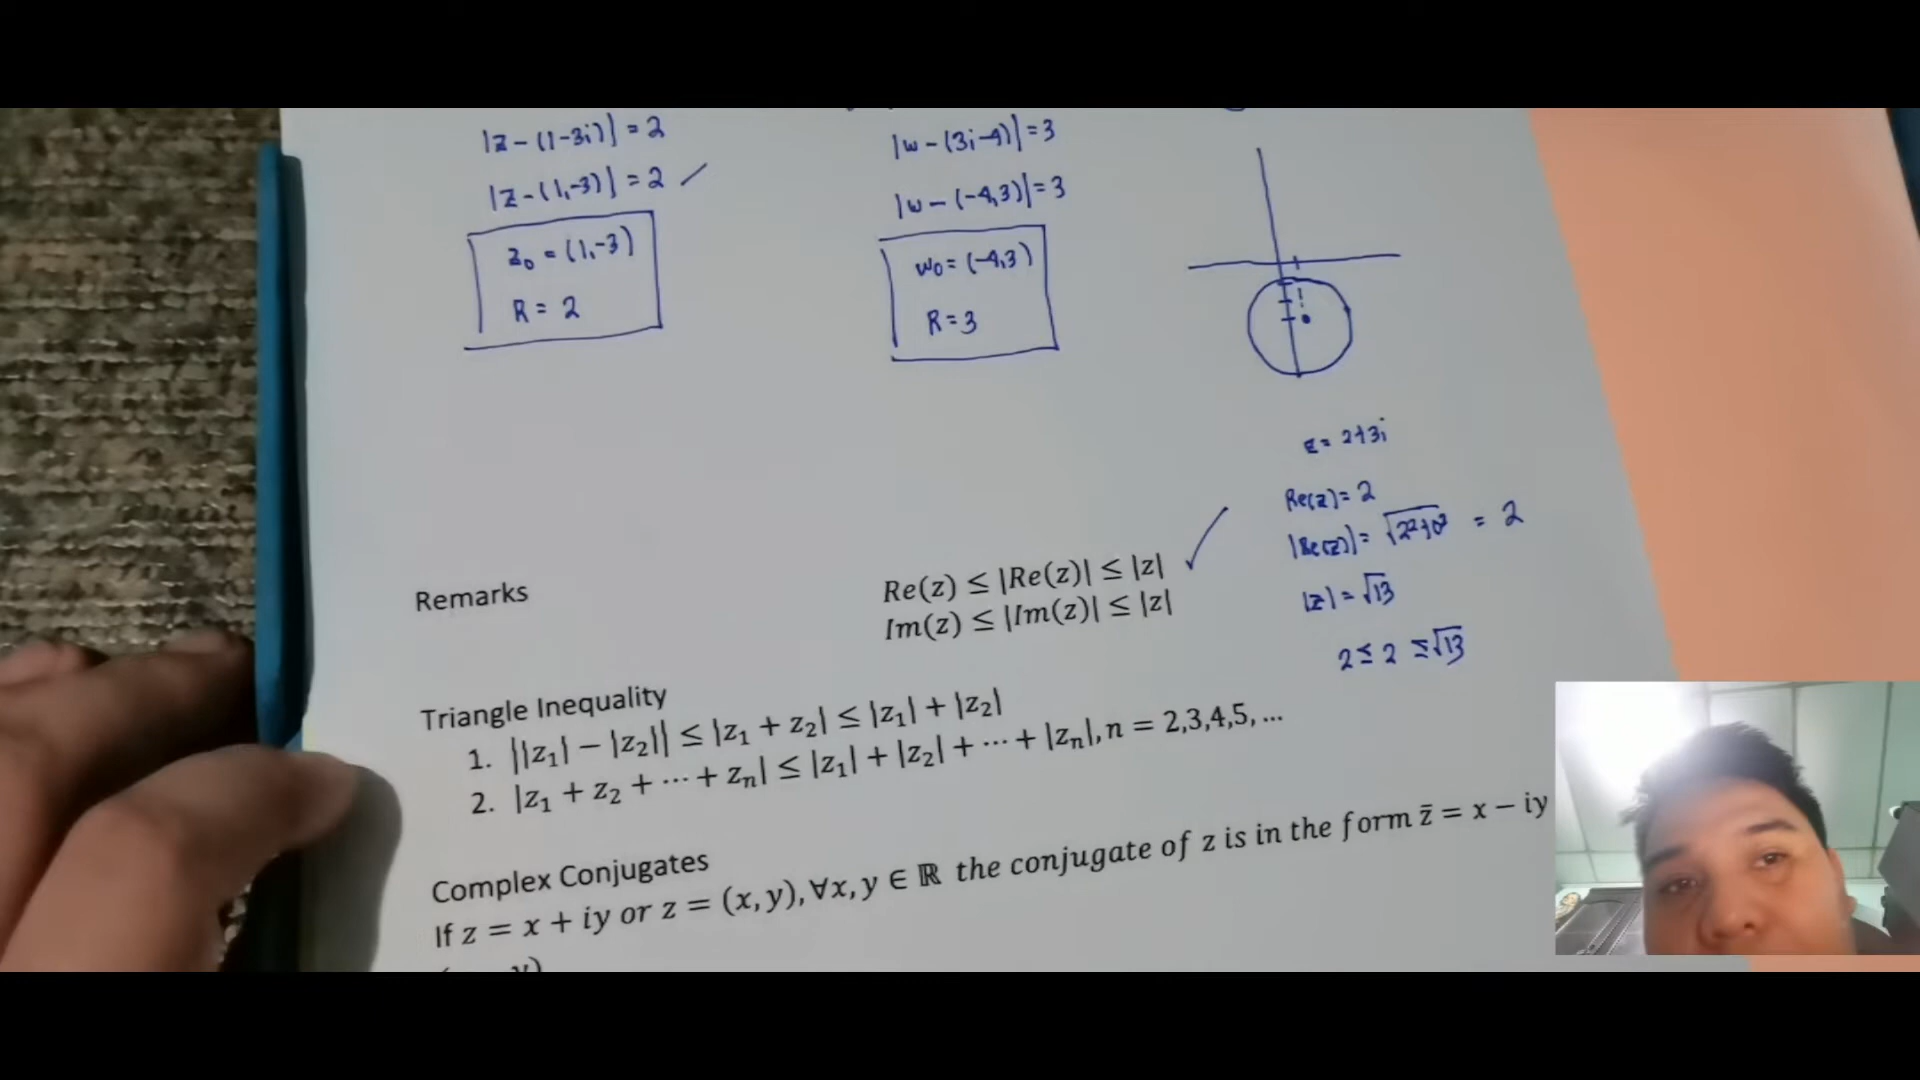 |z - (1-3i)| = 2
|z - (1,-3)| = 2 ✓
z₀ = (1,-3)
R = 2
|w - (3i-4)| = 3
|w - (-4,3)| = 3
w₀ = (-4,3)
R = 3
z = 2+3i
Re(z) = 2
|Re(z)| = √(2²+0²) = 2
|z| = √13
2 ≤ 2 ≤ √13
Remarks
Re(z) ≤ |Re(z)| ≤ |z| ✓
Im(z) ≤ |Im(z)| ≤ |z|
Triangle Inequality
1. ||z₁| − |z₂|| ≤ |z₁ + z₂| ≤ |z₁| + |z₂|
2. |z₁ + z₂ + ⋯ + zₙ| ≤ |z₁| + |z₂| + ⋯ + |zₙ|, n = 2,3,4,5, …
Complex Conjugates
If z = x + iy or z = (x, y), ∀x, y ∈ ℝ the conjugate of z is in the form z̄ = x − iy